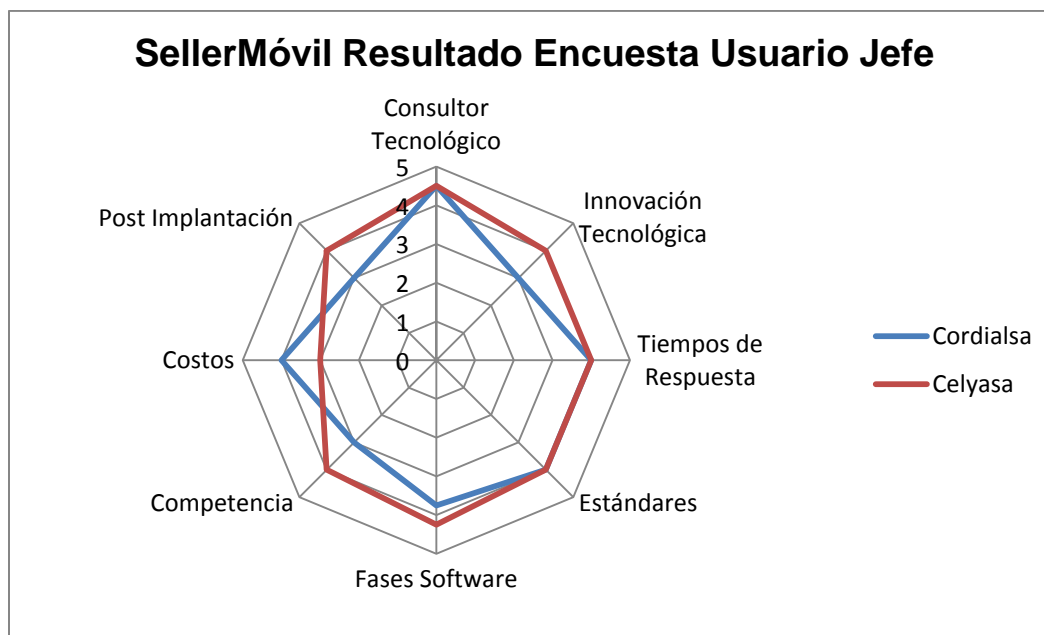 SellerMóvil Resultado Encuesta Usuario Jefe
Consultor
Tecnológico
Innovación
Tecnológica
Tiempos de
Respuesta
Estándares
Fases Software
Competencia
Costos
Post Implantación
5
4
3
2
1
0
Cordialsa
Celyasa